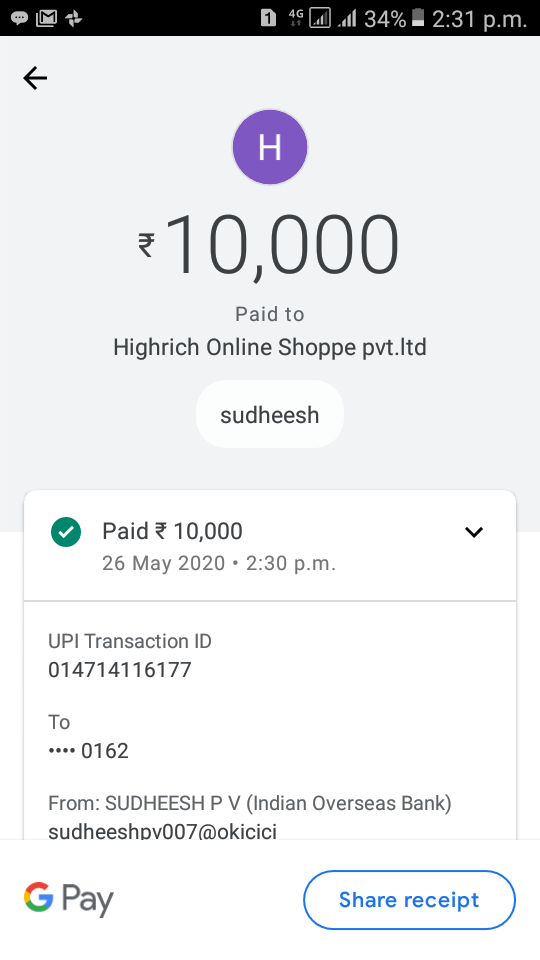 1 4G 34% 2:31 p.m.
H
₹10,000
Paid to
Highrich Online Shoppe pvt.ltd
sudheesh
Paid ₹ 10,000
26 May 2020 • 2:30 p.m.
UPI Transaction ID
014714116177
To
•••• 0162
From: SUDHEESH P V (Indian Overseas Bank)
sudheeshpv007@okicici
G Pay
Share receipt